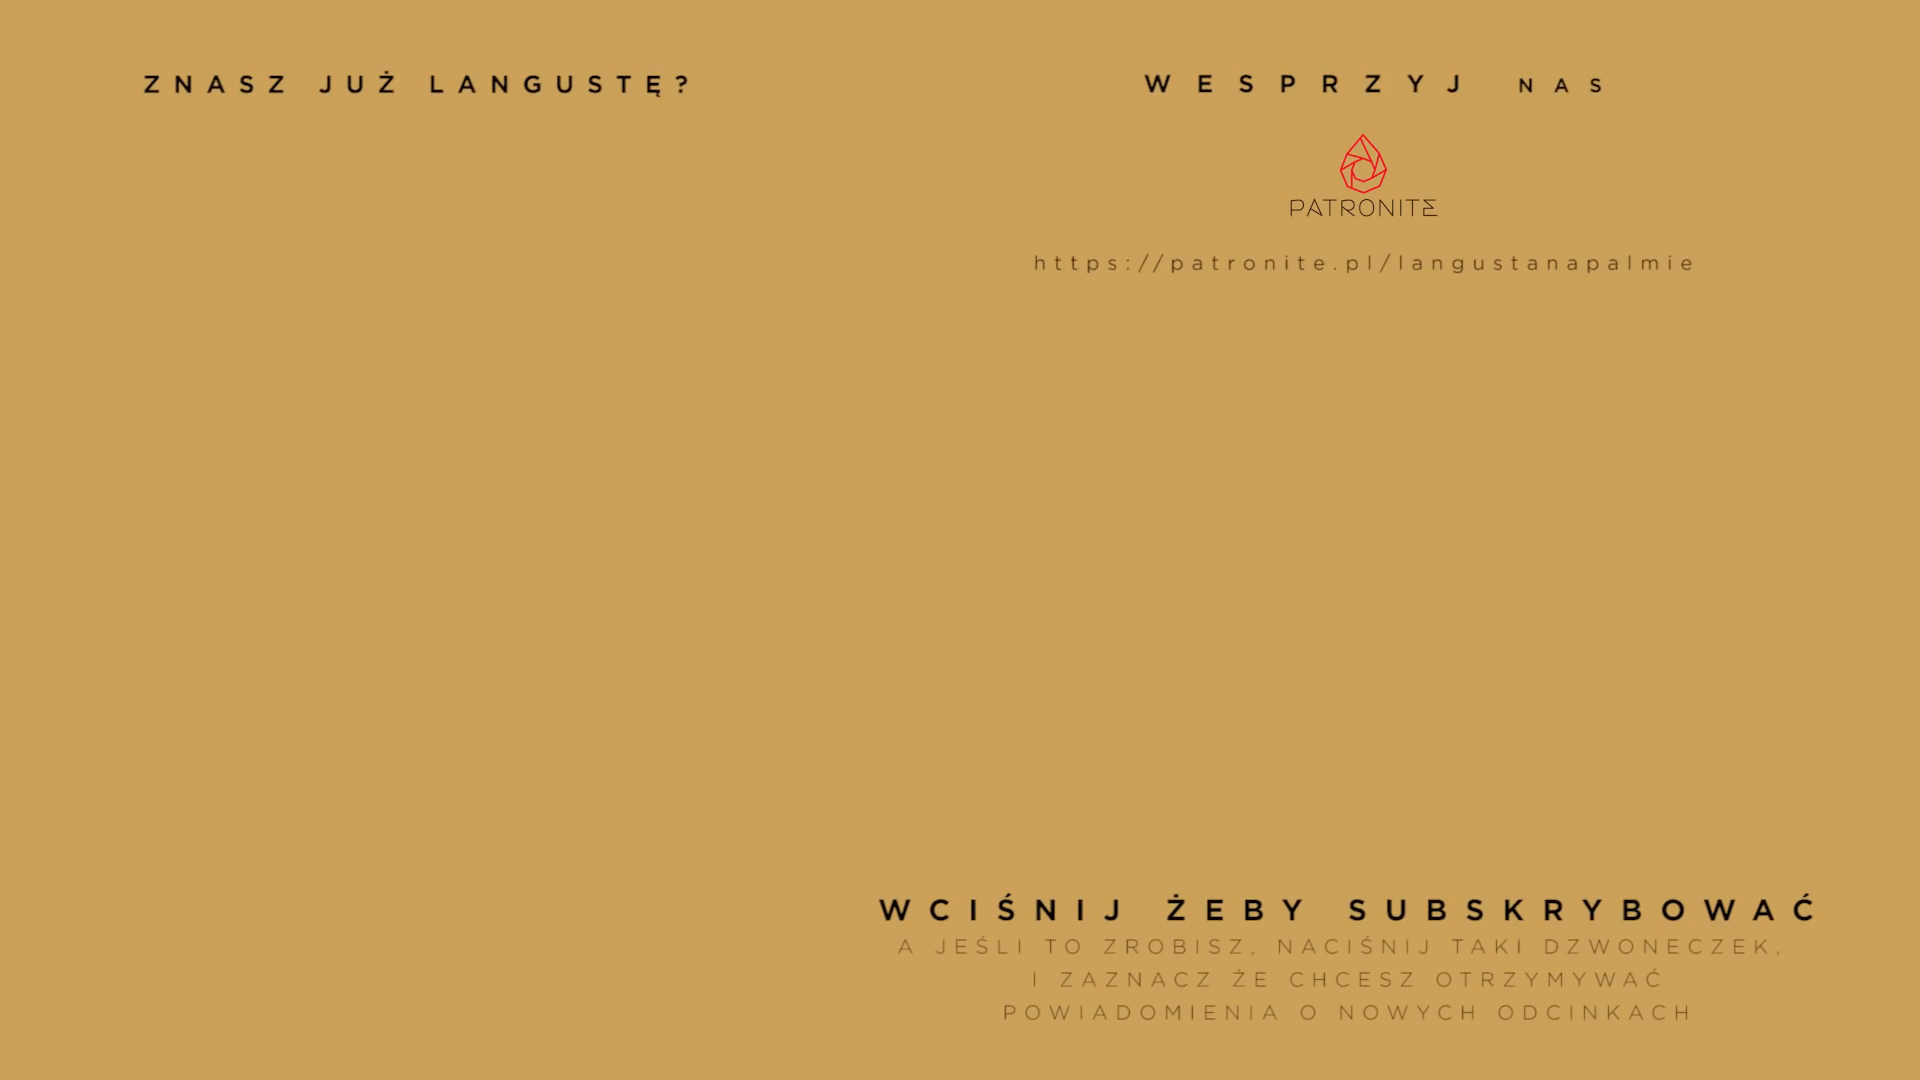 ZNASZ JUŻ LANGUSTĘ?
WESPRZYJ NAS
PATRONITE
https://patronite.pl/langustanapalmie
WCIŚNIJ ŻEBY SUBSKRYBOWAĆ
A JEŚLI TO ZROBISZ, NACIŚNIJ TAKI DZWONECZEK,
I ZAZNACZ ŻE CHCESZ OTRZYMYWAĆ
POWIADOMIENIA O NOWYCH ODCINKACH